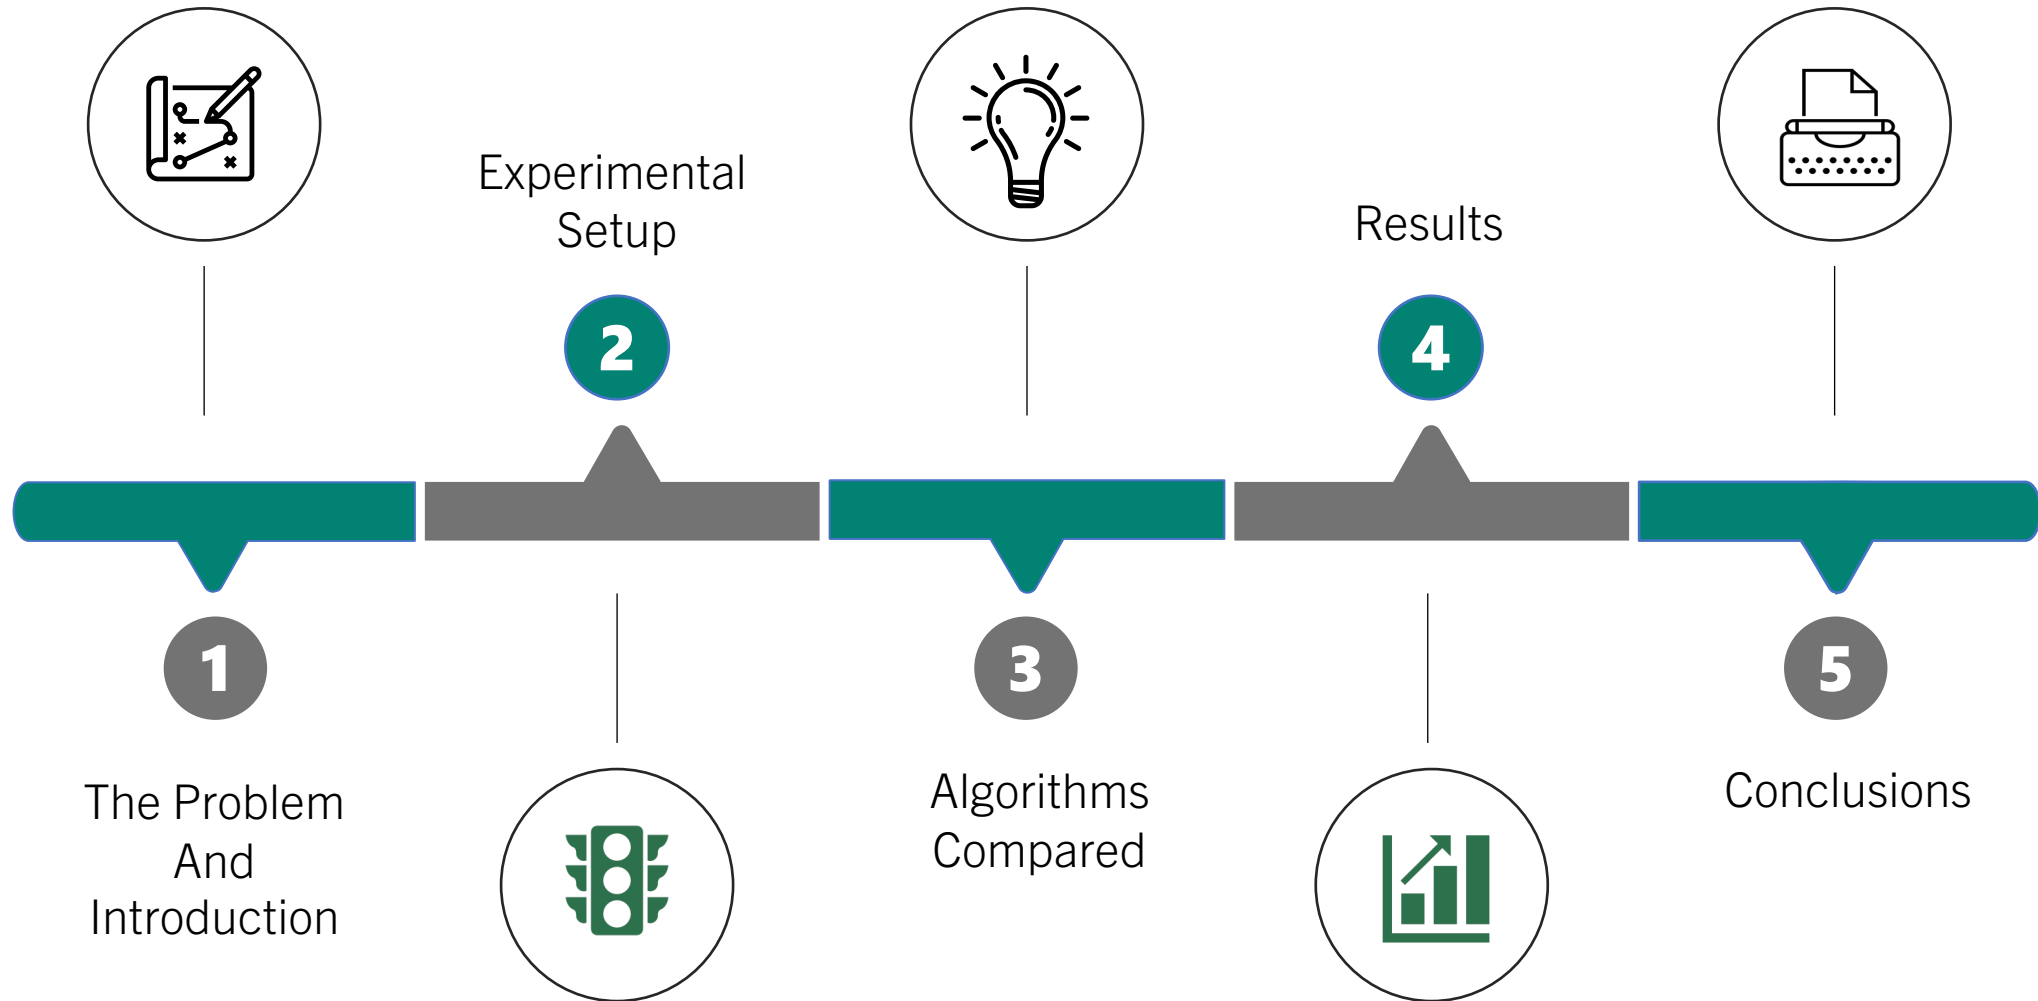 1
The Problem
And
Introduction
Experimental
Setup
2
3
Algorithms
Compared
Results
4
5
Conclusions